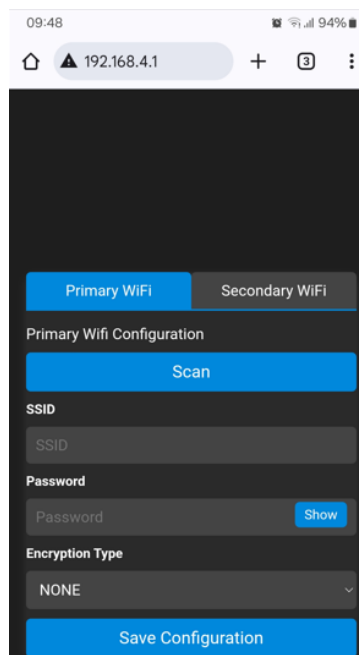 09:48 94%
192.168.4.1 3
Primary WiFi Secondary WiFi
Primary Wifi Configuration
Scan
SSID
SSID
Password
Password Show
Encryption Type
NONE
Save Configuration